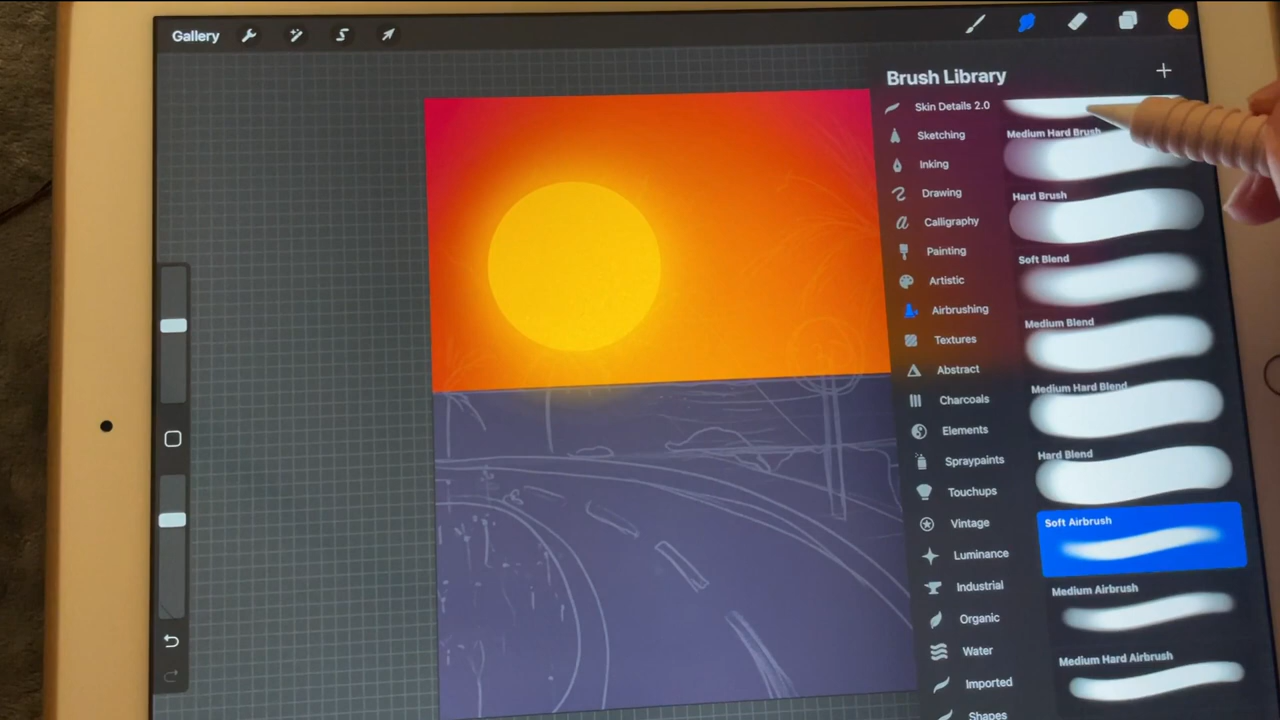 Gallery
Brush Library
Skin Details 2.0
Sketching
Inking
Drawing
Calligraphy
Painting
Artistic
Airbrushing
Textures
Abstract
Charcoals
Elements
Spraypaints
Touchups
Vintage
Luminance
Industrial
Organic
Water
Imported
Shapes
Medium Hard Brush
Hard Brush
Soft Blend
Medium Blend
Medium Hard Blend
Hard Blend
Soft Airbrush
Medium Airbrush
Medium Hard Airbrush